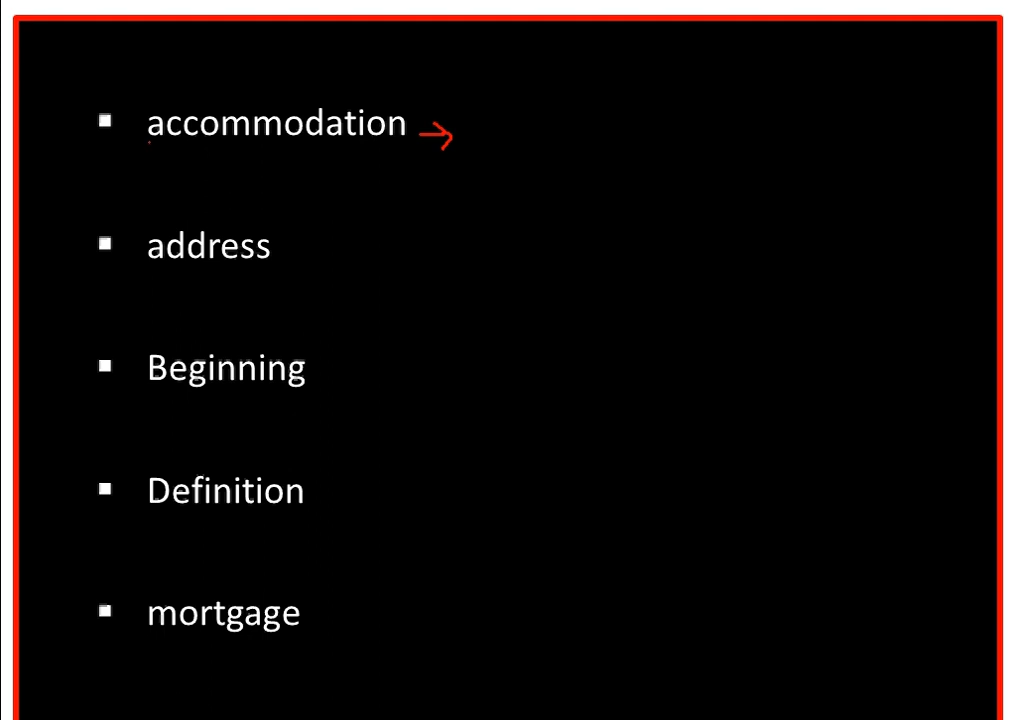 ▪ accommodation →
▪ address
▪ Beginning
▪ Definition
▪ mortgage